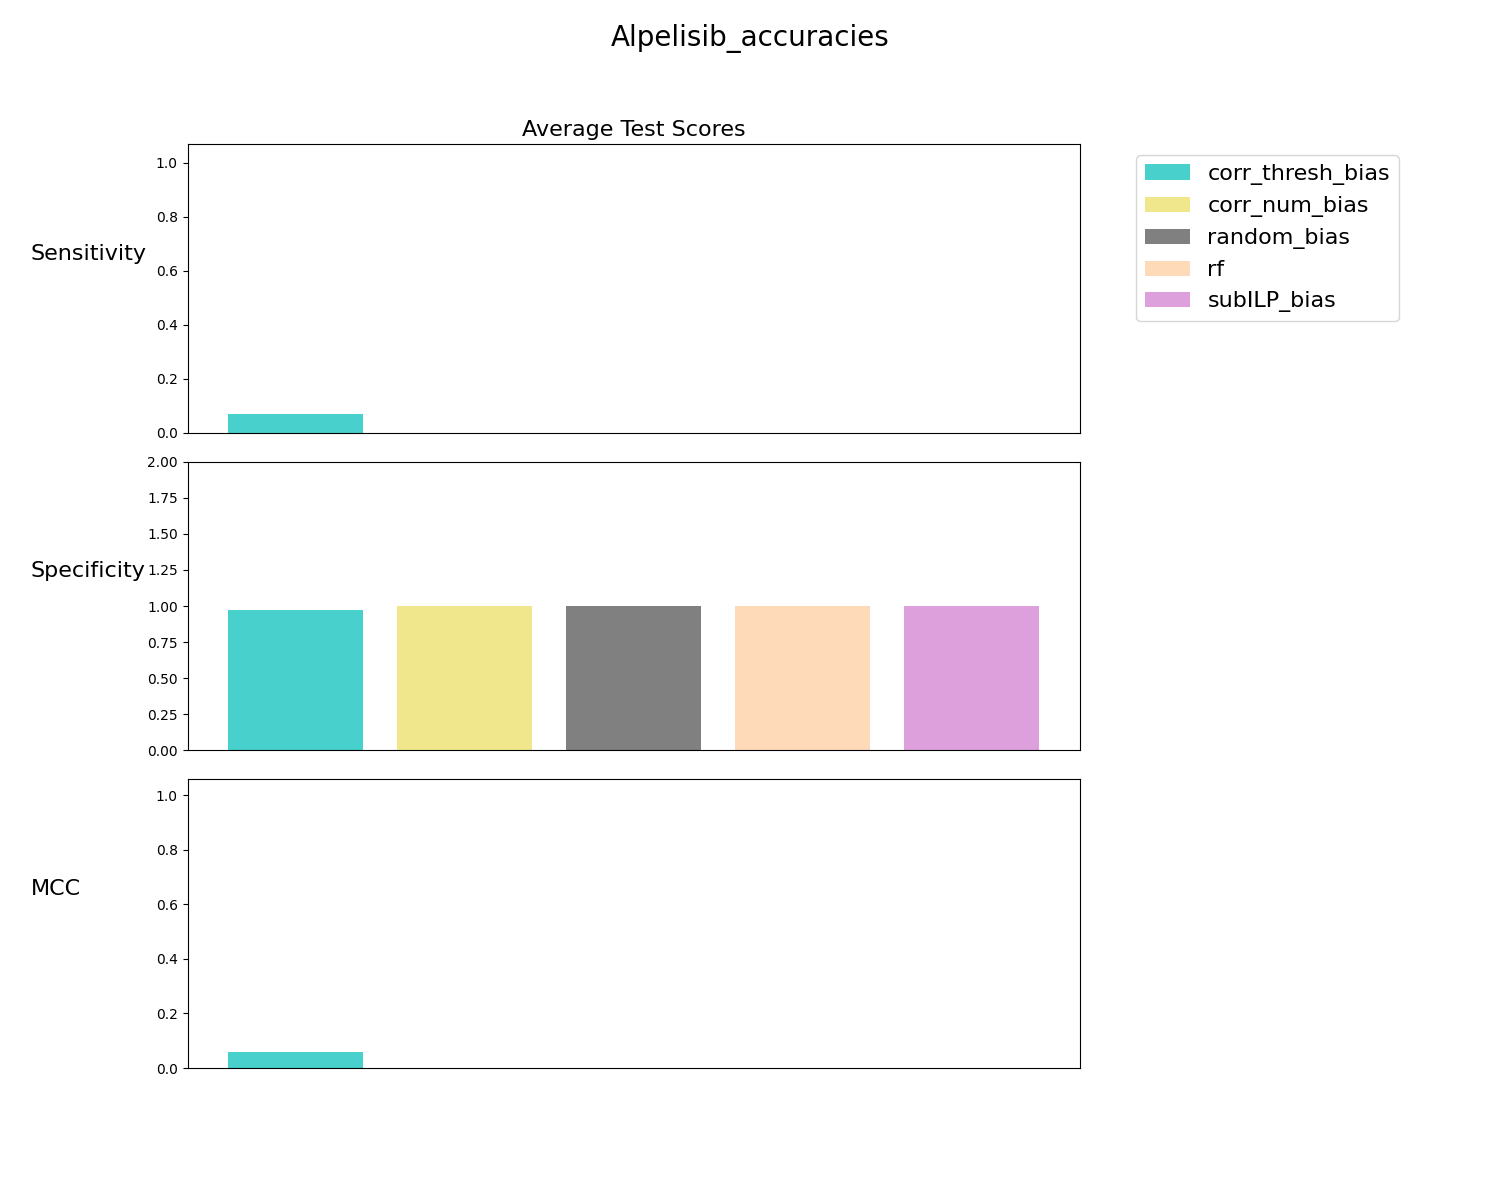 Alpelisib_accuracies
Average Test Scores
Sensitivity
1.0
0.8
0.6
0.4
0.2
0.0
corr_thresh_bias
corr_num_bias
random_bias
rf
subILP_bias
Specificity
2.00
1.75
1.50
1.25
1.00
0.75
0.50
0.25
0.00
MCC
1.0
0.8
0.6
0.4
0.2
0.0